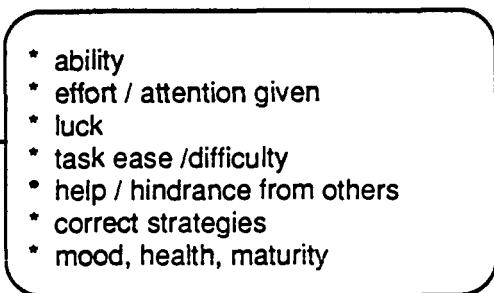 * ability
* effort / attention given
* luck
* task ease /difficulty
* help / hindrance from others
* correct strategies
* mood, health, maturity